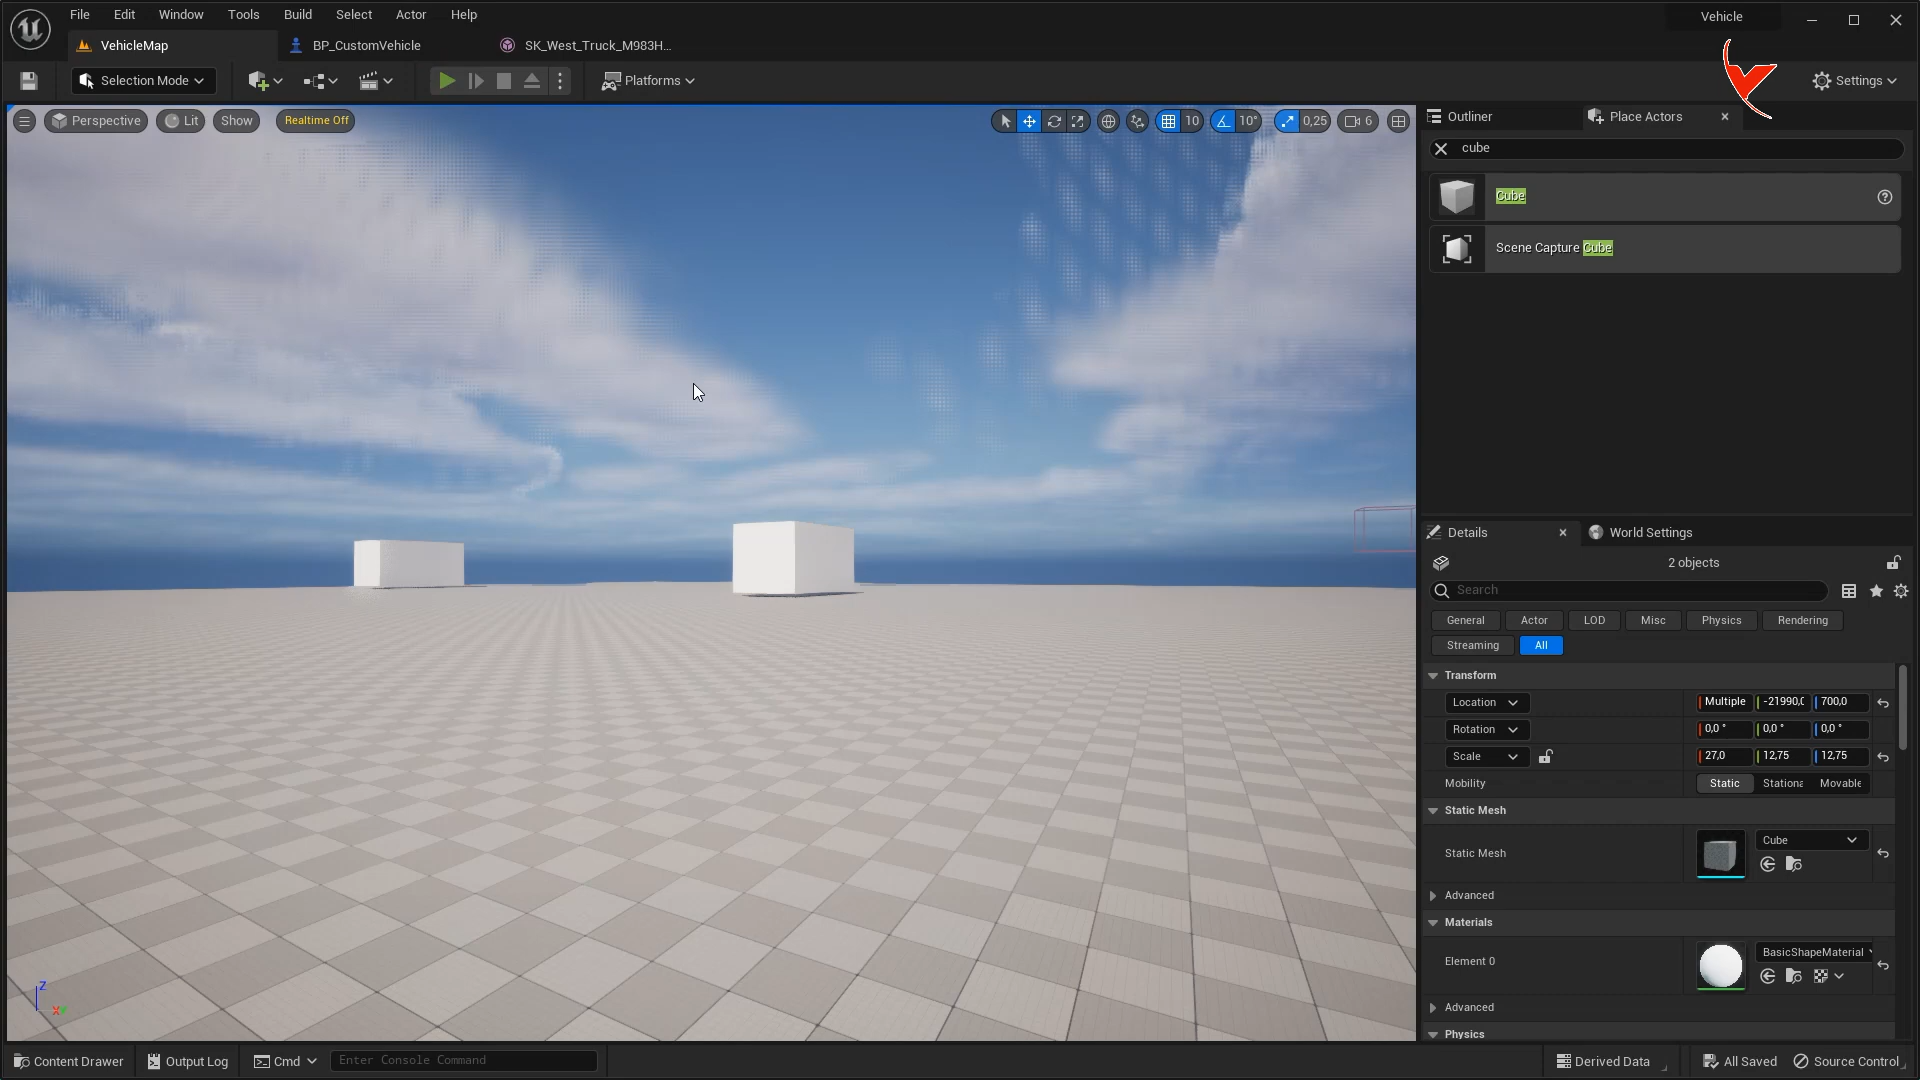 File Edit Window Tools Build Select Actor Help
Vehicle
VehicleMap BP_CustomVehicle SK_West_Truck_M983H...
Selection Mode Platforms Settings
Perspective Lit Show Realtime Off 10 10° 0,25 6
Outliner Place Actors
cube
Cube
Scene Capture Cube
Details World Settings
2 objects
Search
General Actor LOD Misc Physics Rendering
Streaming All
Transform
Location Multiple -21990,0 700,0
Rotation 0,0 ° 0,0 ° 0,0 °
Scale 27,0 12,75 12,75
Mobility Static Stationa Movable
Static Mesh
Static Mesh Cube
Advanced
Materials
Element 0 BasicShapeMaterial
Advanced
Physics
Z
X Y
Content Drawer Output Log Cmd Enter Console Command Derived Data All Saved Source Control